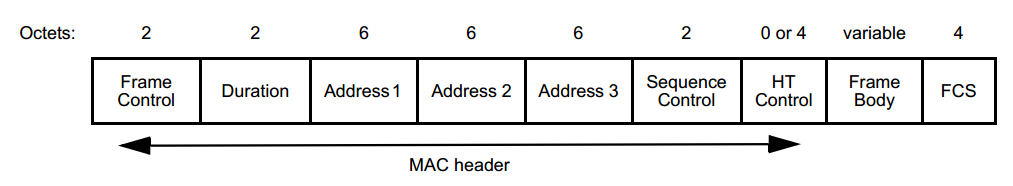 Octets: 2 2 6 6 6 2 0 or 4 variable 4
Frame Control Duration Address 1 Address 2 Address 3 Sequence Control HT Control Frame Body FCS
MAC header